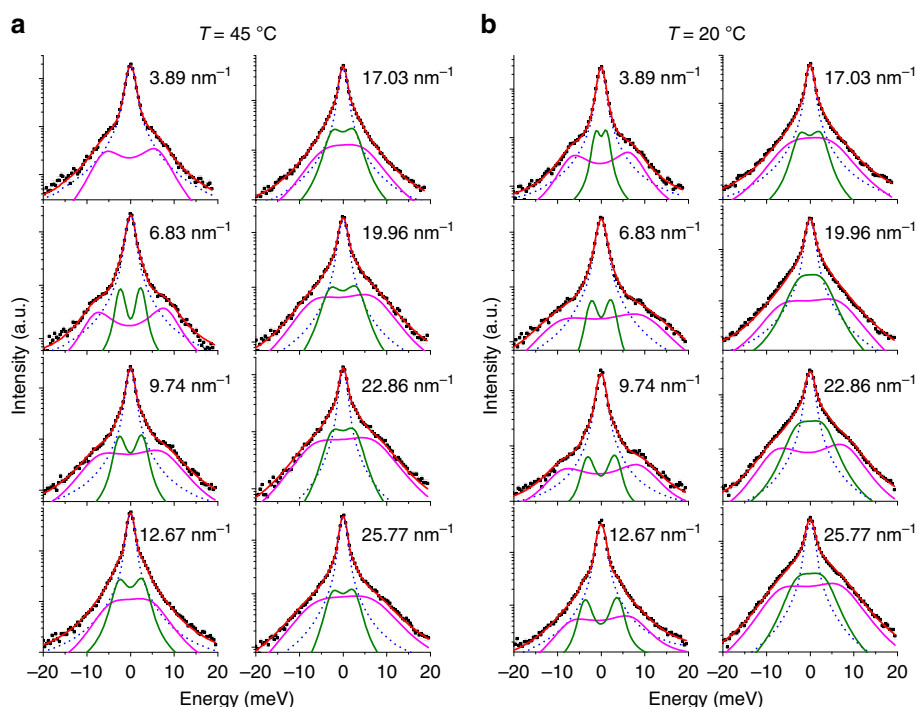 a
T = 45 °C
3.89 nm⁻¹
17.03 nm⁻¹
6.83 nm⁻¹
19.96 nm⁻¹
9.74 nm⁻¹
22.86 nm⁻¹
12.67 nm⁻¹
25.77 nm⁻¹
Intensity (a.u.)
−20 −10 0 10 20
−20 −10 0 10 20
Energy (meV)
b
T = 20 °C
3.89 nm⁻¹
17.03 nm⁻¹
6.83 nm⁻¹
19.96 nm⁻¹
9.74 nm⁻¹
22.86 nm⁻¹
12.67 nm⁻¹
25.77 nm⁻¹
Intensity (a.u.)
−20 −10 0 10 20
−20 −10 0 10 20
Energy (meV)